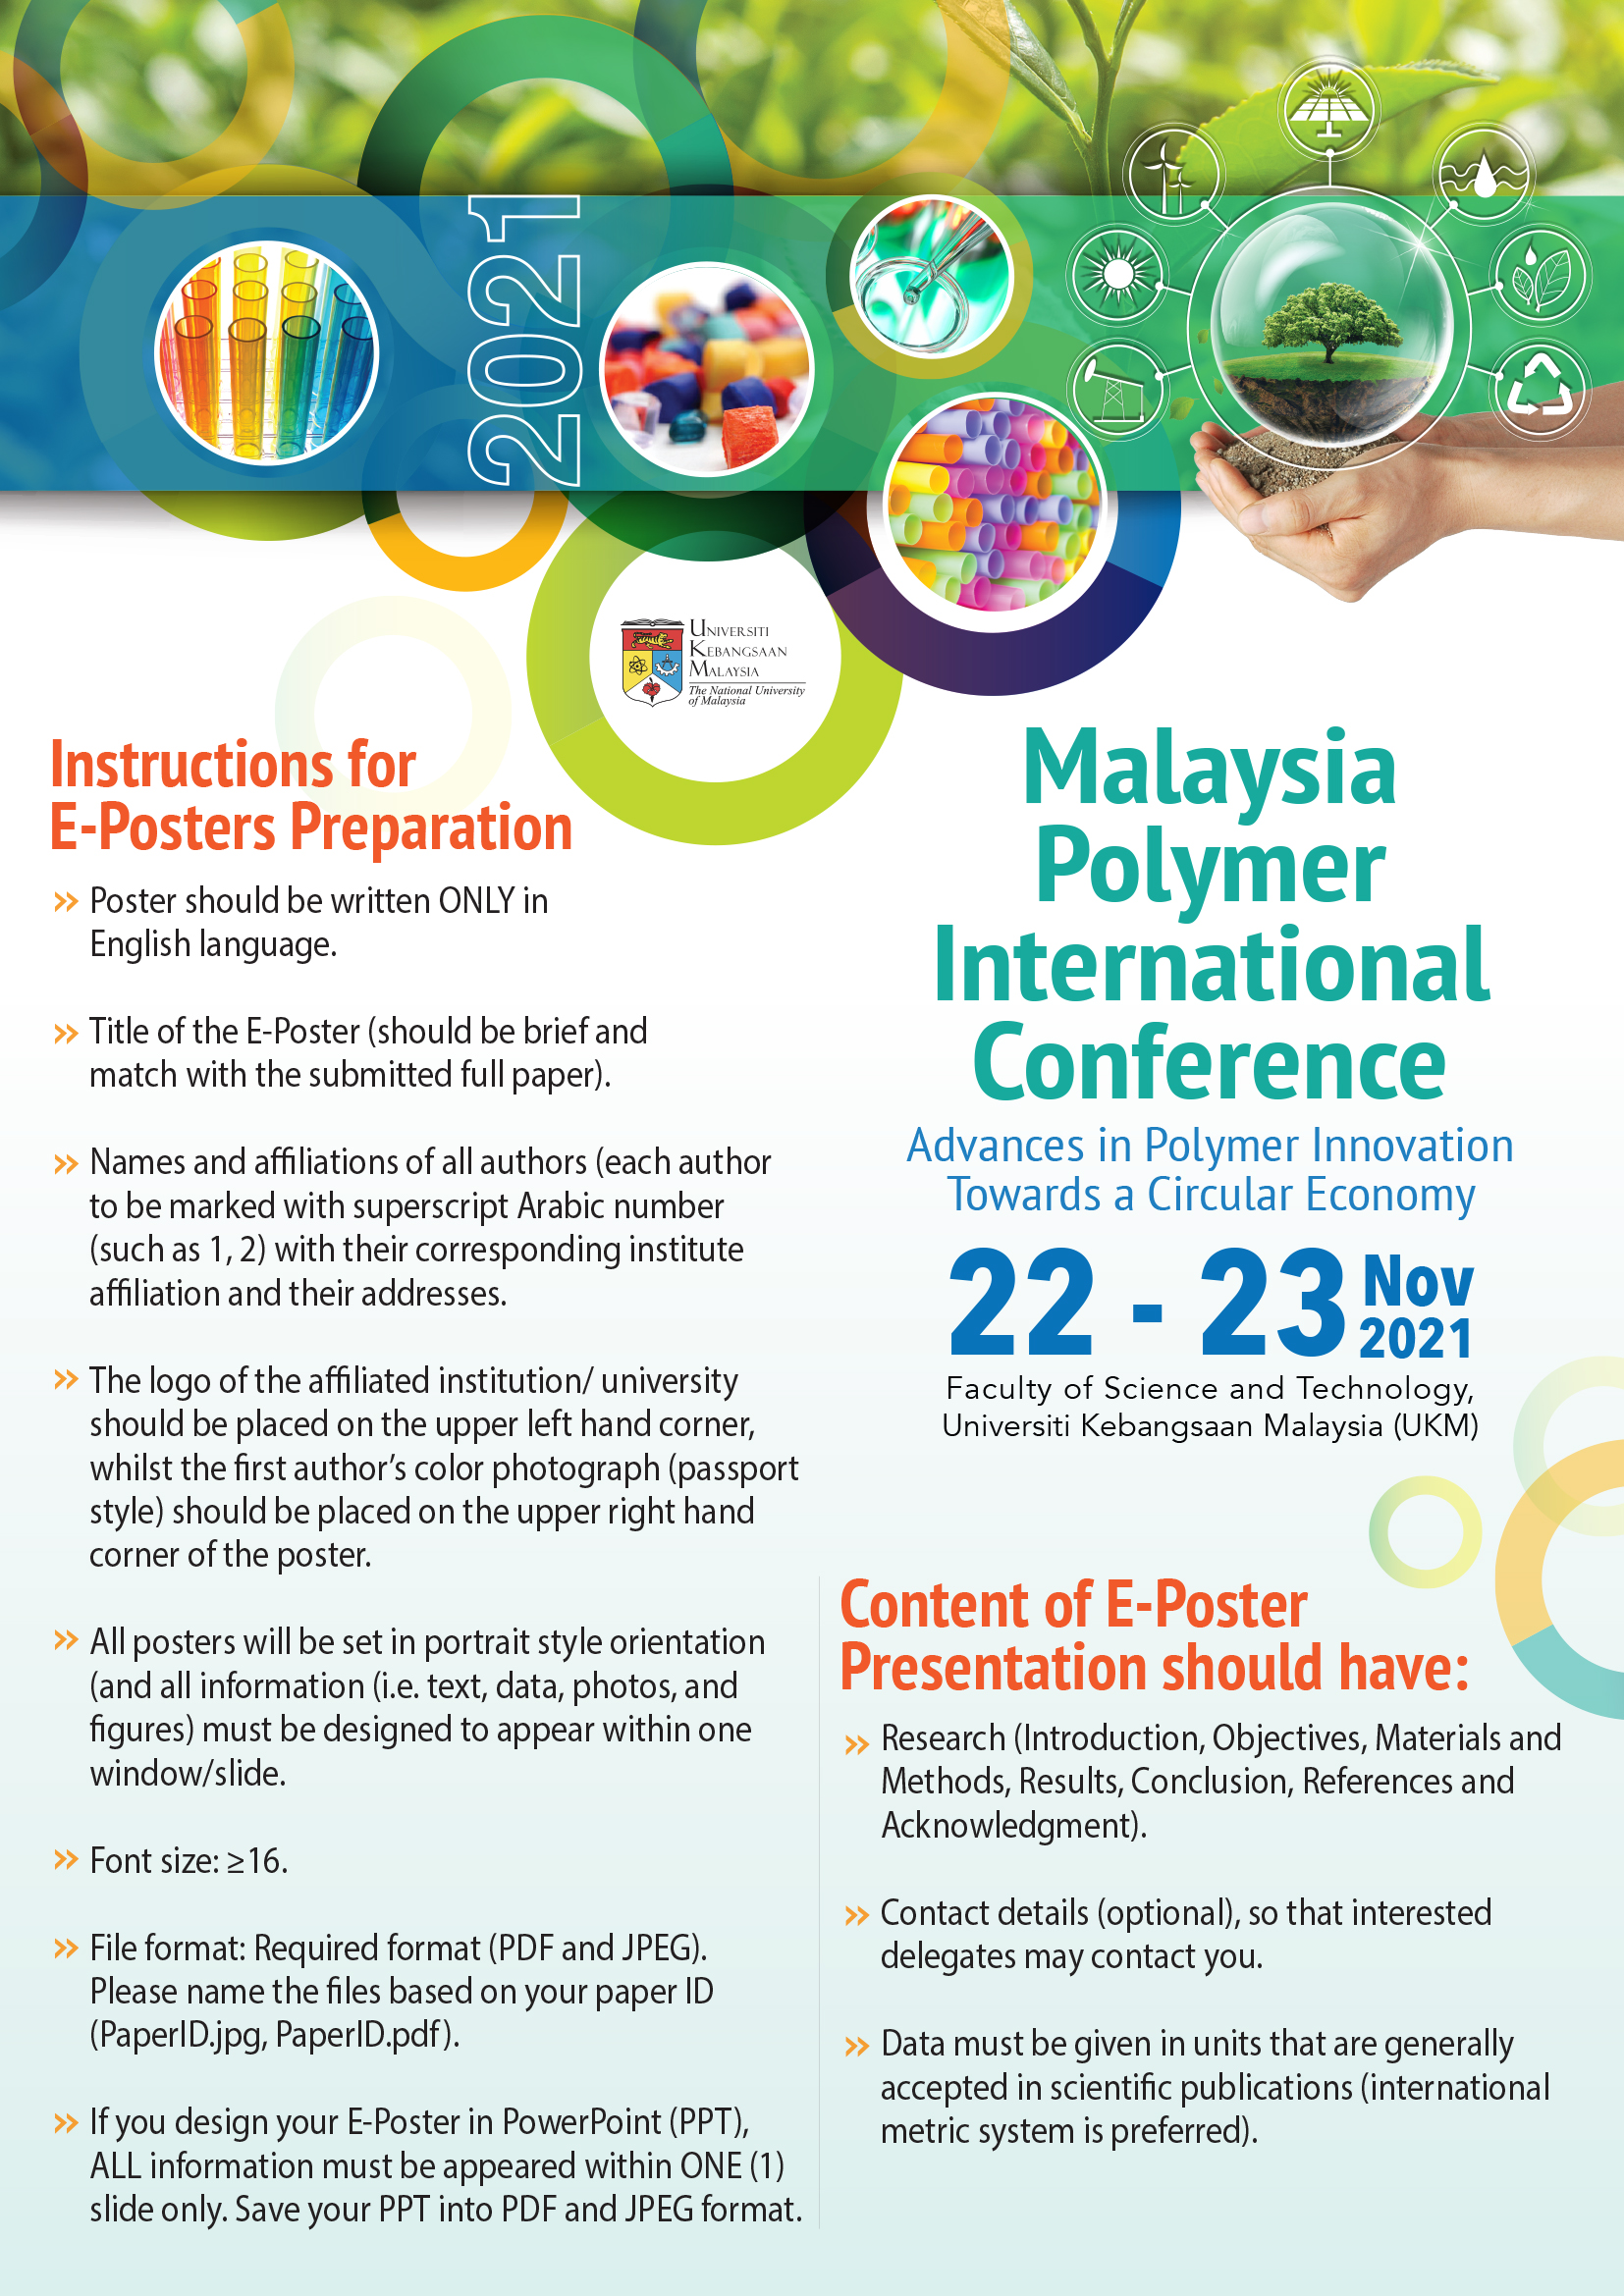 2021
UNIVERSITI
KEBANGSAAN
MALAYSIA
The National University
of Malaysia
Instructions for
E-Posters Preparation
» Poster should be written ONLY in
English language.
» Title of the E-Poster (should be brief and
match with the submitted full paper).
» Names and affiliations of all authors (each author
to be marked with superscript Arabic number
(such as 1, 2) with their corresponding institute
affiliation and their addresses.
» The logo of the affiliated institution/ university
should be placed on the upper left hand corner,
whilst the first author’s color photograph (passport
style) should be placed on the upper right hand
corner of the poster.
» All posters will be set in portrait style orientation
(and all information (i.e. text, data, photos, and
figures) must be designed to appear within one
window/slide.
» Font size: ≥16.
» File format: Required format (PDF and JPEG).
Please name the files based on your paper ID
(PaperID.jpg, PaperID.pdf).
» If you design your E-Poster in PowerPoint (PPT),
ALL information must be appeared within ONE (1)
slide only. Save your PPT into PDF and JPEG format.
Malaysia
Polymer
International
Conference
Advances in Polymer Innovation
Towards a Circular Economy
22 - 23 Nov
2021
Faculty of Science and Technology,
Universiti Kebangsaan Malaysia (UKM)
Content of E-Poster
Presentation should have:
» Research (Introduction, Objectives, Materials and
Methods, Results, Conclusion, References and
Acknowledgment).
» Contact details (optional), so that interested
delegates may contact you.
» Data must be given in units that are generally
accepted in scientific publications (international
metric system is preferred).